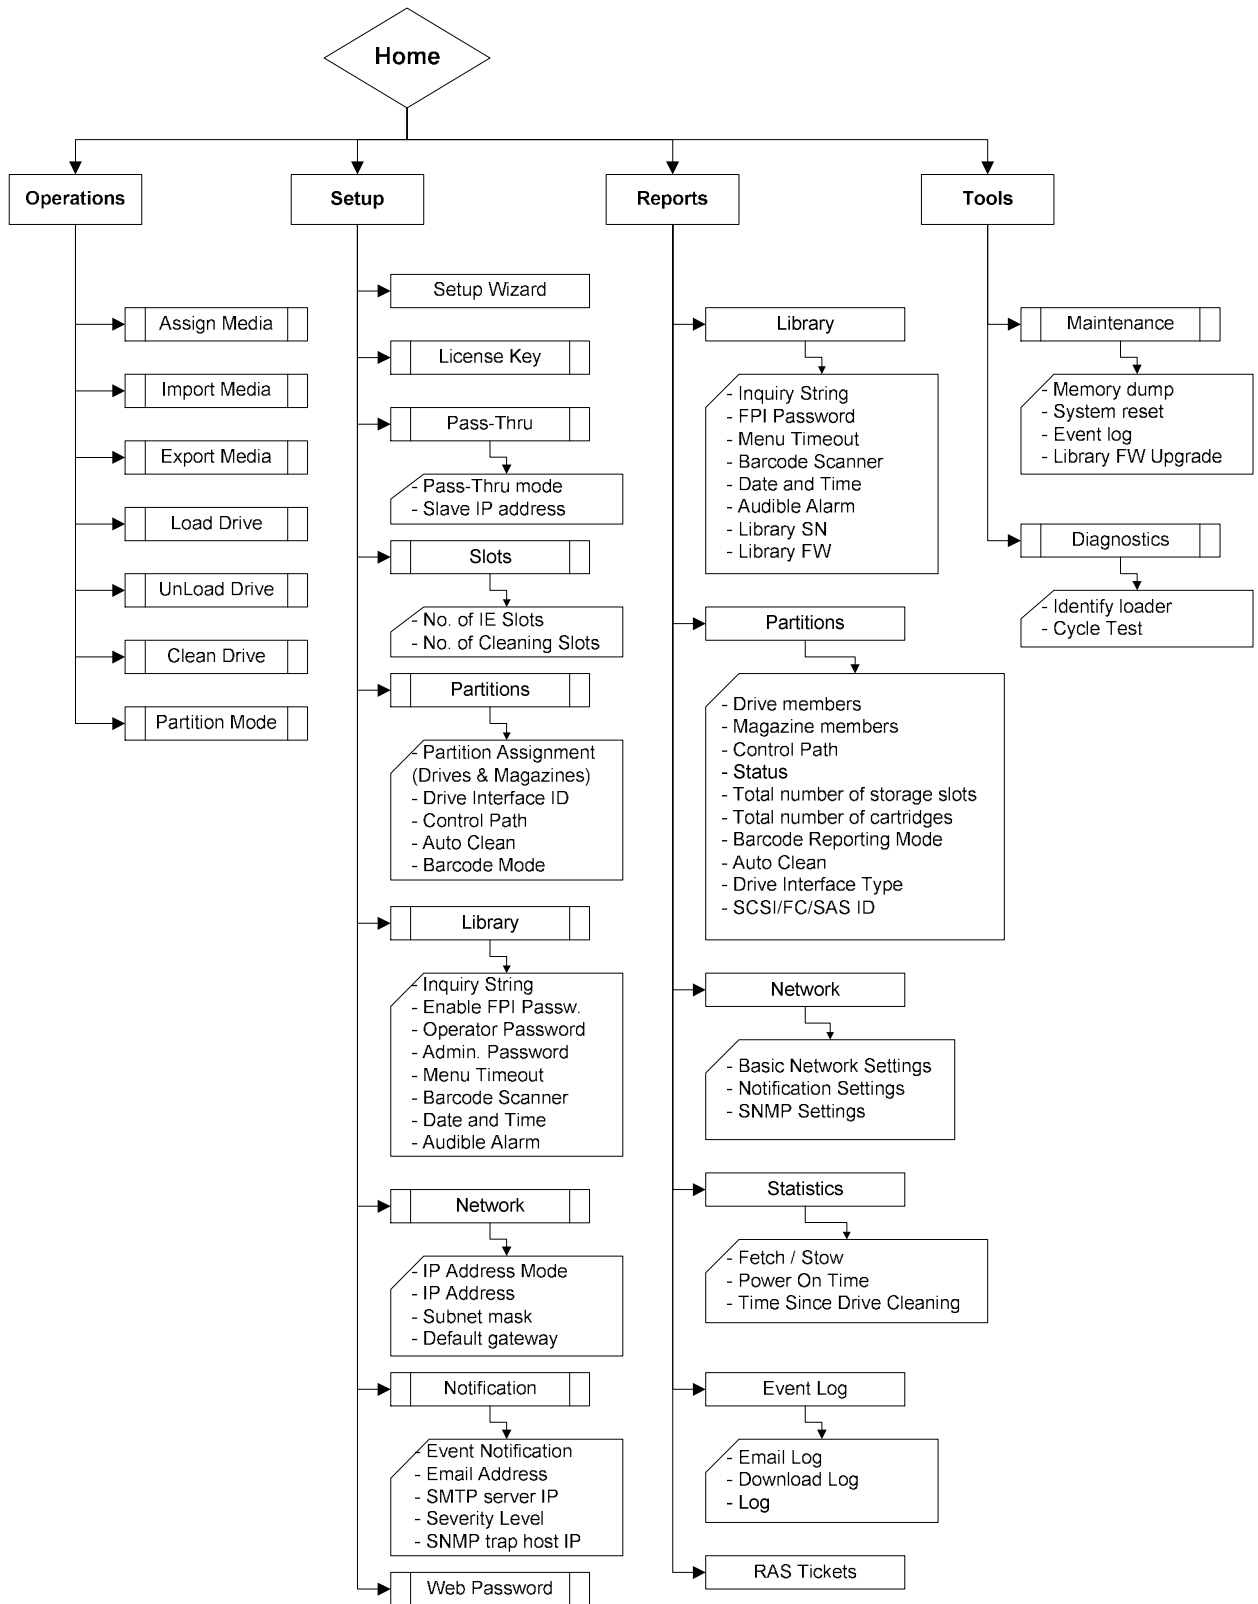 Home
Operations
Setup
Reports
Tools
Assign Media
Import Media
Export Media
Load Drive
UnLoad Drive
Clean Drive
Partition Mode
Setup Wizard
License Key
Pass-Thru
- Pass-Thru mode
- Slave IP address
Slots
- No. of IE Slots
- No. of Cleaning Slots
Partitions
- Partition Assignment
(Drives & Magazines)
- Drive Interface ID
- Control Path
- Auto Clean
- Barcode Mode
Library
- Inquiry String
- Enable FPI Passw.
- Operator Password
- Admin. Password
- Menu Timeout
- Barcode Scanner
- Date and Time
- Audible Alarm
Network
- IP Address Mode
- IP Address
- Subnet mask
- Default gateway
Notification
- Event Notification
- Email Address
- SMTP server IP
- Severity Level
- SNMP trap host IP
Web Password
Library
- Inquiry String
- FPI Password
- Menu Timeout
- Barcode Scanner
- Date and Time
- Audible Alarm
- Library SN
- Library FW
Partitions
- Drive members
- Magazine members
- Control Path
- Status
- Total number of storage slots
- Total number of cartridges
- Barcode Reporting Mode
- Auto Clean
- Drive Interface Type
- SCSI/FC/SAS ID
Network
- Basic Network Settings
- Notification Settings
- SNMP Settings
Statistics
- Fetch / Stow
- Power On Time
- Time Since Drive Cleaning
Event Log
- Email Log
- Download Log
- Log
RAS Tickets
Maintenance
- Memory dump
- System reset
- Event log
- Library FW Upgrade
Diagnostics
- Identify loader
- Cycle Test